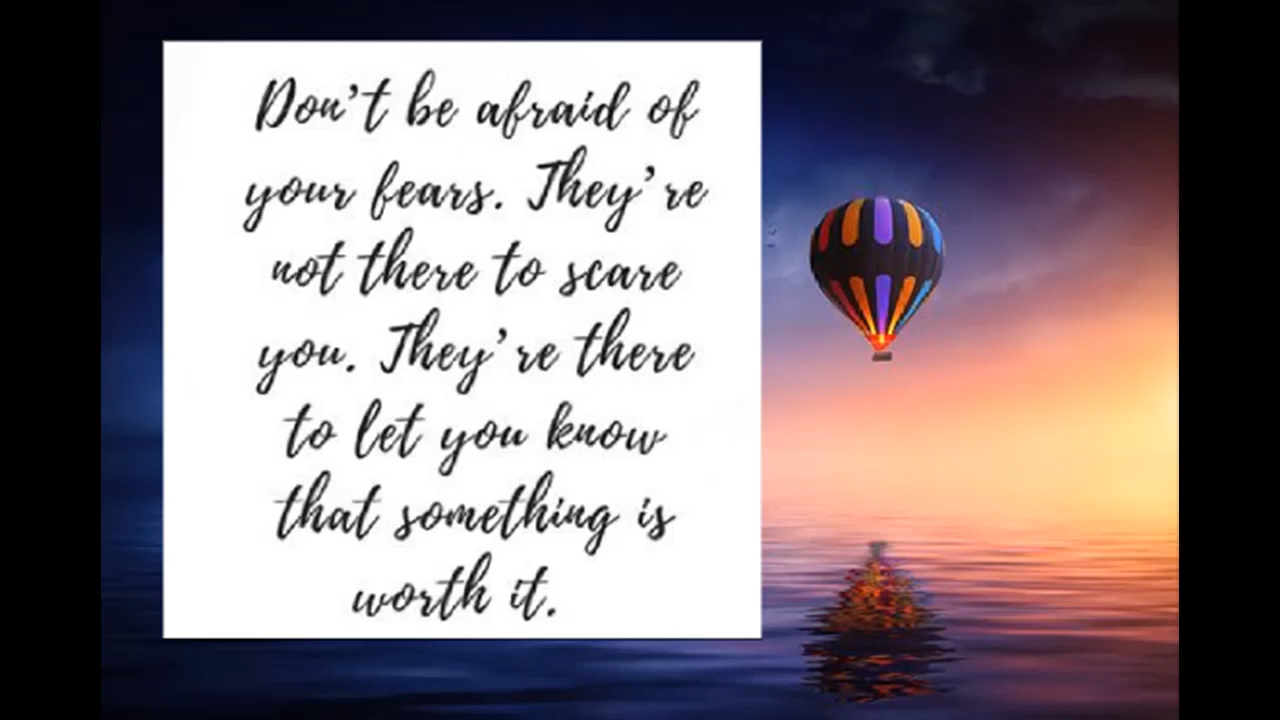 Don't be afraid of
your fears. They're
not there to scare
you. They're there
to let you know
that something is
worth it.